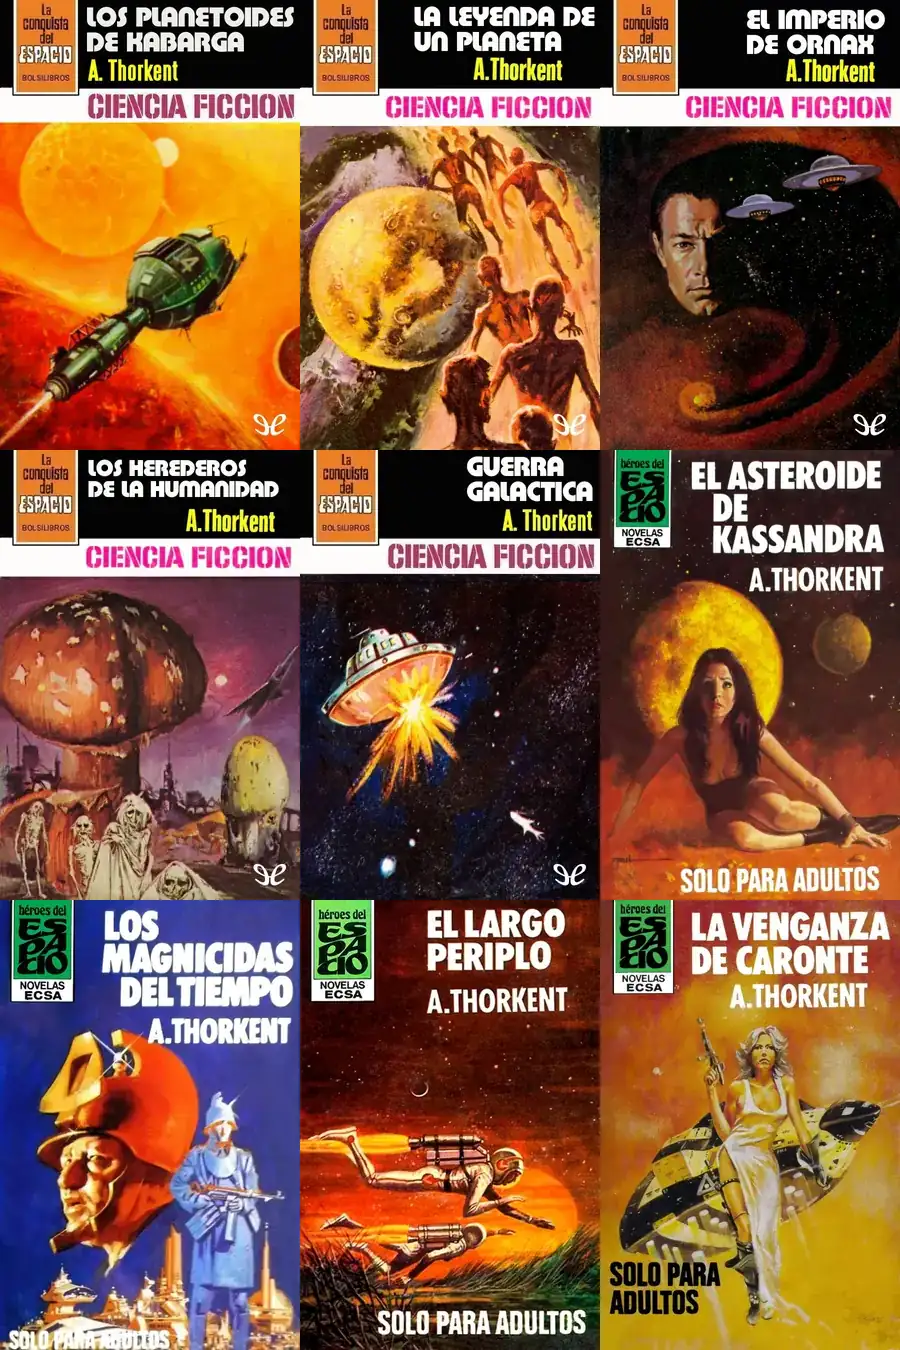 La
conquista
del
ESPACIO
BOLSILIBROS
LOS PLANETOIDES
DE KABARGA
A. Thorkent
CIENCIA FICCION
4
La
conquista
del
ESPACIO
BOLSILIBROS
LA LEYENDA DE
UN PLANETA
A.Thorkent
CIENCIA FICCION
La
conquista
del
ESPACIO
BOLSILIBROS
EL IMPERIO
DE ORNAX
A.Thorkent
CIENCIA FICCION
La
conquista
del
ESPACIO
BOLSILIBROS
LOS HEREDEROS
DE LA HUMANIDAD
A.Thorkent
CIENCIA FICCION
La
conquista
del
ESPACIO
BOLSILIBROS
GUERRA
GALACTICA
A. Thorkent
CIENCIA FICCION
héroes del
ESPACIO
NOVELAS
ECSA
EL ASTEROIDE
DE
KASSANDRA
A.THORKENT
SOLO PARA ADULTOS
héroes del
ESPACIO
NOVELAS
ECSA
LOS
MAGNICIDAS
DEL TIEMPO
A.THORKENT
SOLO PARA ADULTOS
héroes del
ESPACIO
NOVELAS
ECSA
EL LARGO
PERIPLO
A.THORKENT
SOLO PARA ADULTOS
héroes del
ESPACIO
NOVELAS
ECSA
LA VENGANZA
DE CARONTE
A.THORKENT
SOLO PARA
ADULTOS